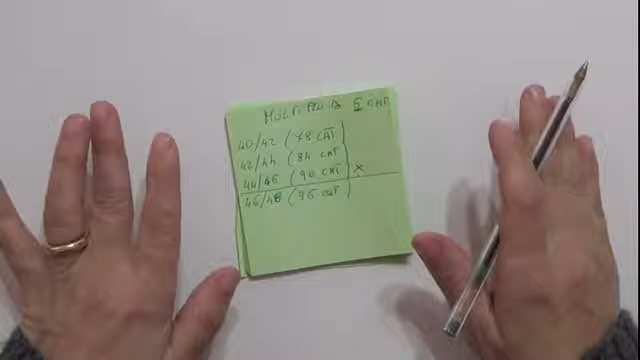 MULTIPLO DI 6 CAT
40/42 (78 CAT)
42/44 (84 CAT)
44/46 (90 CAT) X
46/48 (96 CAT)